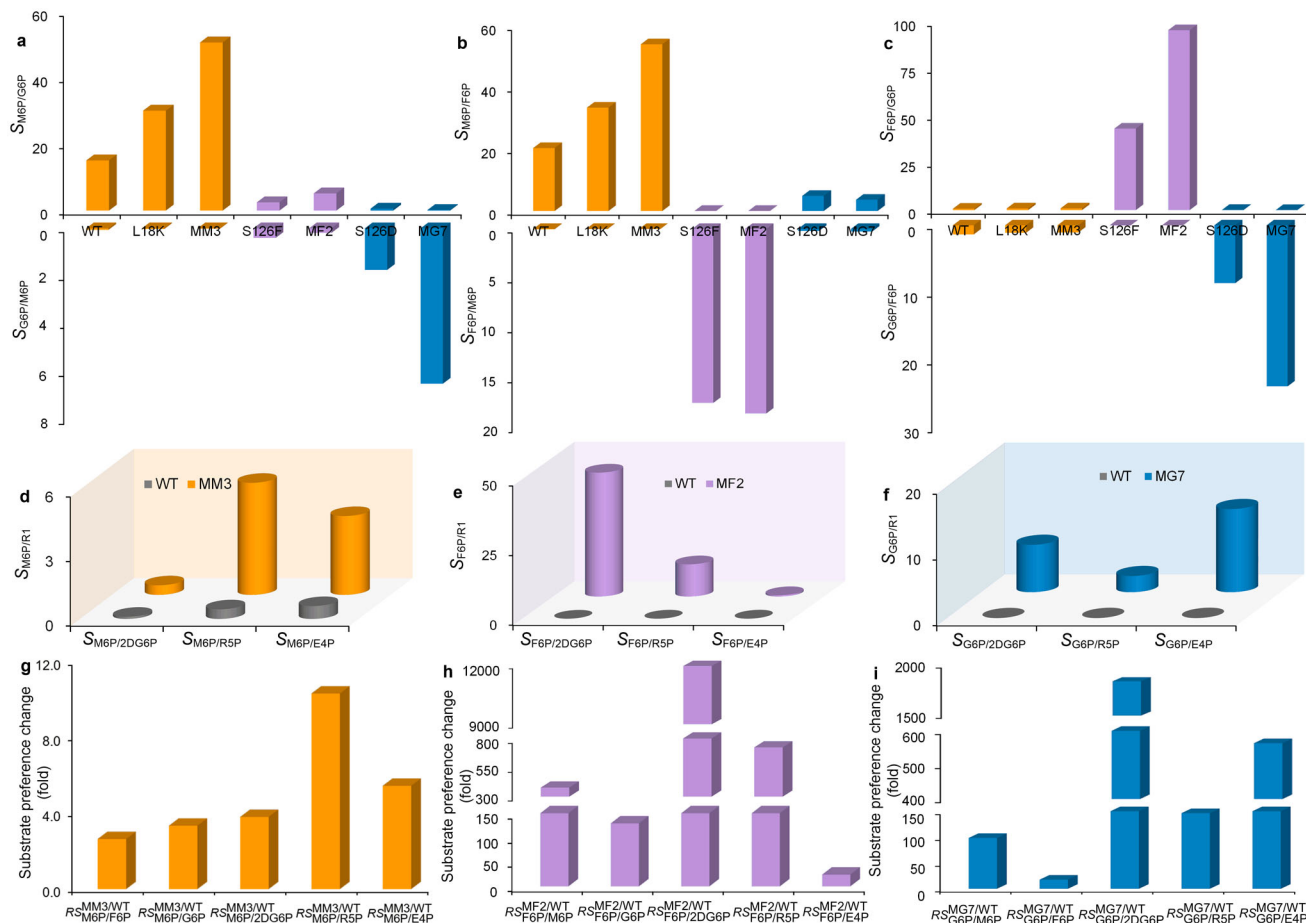 a
60
40
20
0
S M6P/G6P
WT L18K MM3 S126F MF2 S126D MG7
0
2
4
6
8
S G6P/M6P
b
60
40
20
0
S M6P/F6P
WT L18K MM3 S126F MF2 S126D MG7
0
5
10
15
20
S F6P/M6P
c
100
75
50
25
0
S F6P/G6P
WT L18K MM3 S126F MF2 S126D MG7
0
10
20
30
S G6P/F6P
d
WT MM3
6
3
0
S M6P/R1
S M6P/2DG6P S M6P/R5P S M6P/E4P
e
WT MF2
50
25
0
S F6P/R1
S F6P/2DG6P S F6P/R5P S F6P/E4P
f
WT MG7
20
10
0
S G6P/R1
S G6P/2DG6P S G6P/R5P S G6P/E4P
g
12.0
8.0
4.0
0.0
Substrate preference change
(fold)
RS MM3/WT M6P/F6P RS MM3/WT M6P/G6P RS MM3/WT M6P/2DG6P RS MM3/WT M6P/R5P RS MM3/WT M6P/E4P
h
12000
9000
800
550
300
150
100
50
0
Substrate preference change
(fold)
RS MF2/WT F6P/M6P RS MF2/WT F6P/G6P RS MF2/WT F6P/2DG6P RS MF2/WT F6P/R5P RS MF2/WT F6P/E4P
i
2000
1500
600
500
400
100
150
50
0
Substrate preference change
(fold)
RS MG7/WT G6P/M6P RS MG7/WT G6P/F6P RS MG7/WT G6P/2DG6P RS MG7/WT G6P/R5P RS MG7/WT G6P/E4P